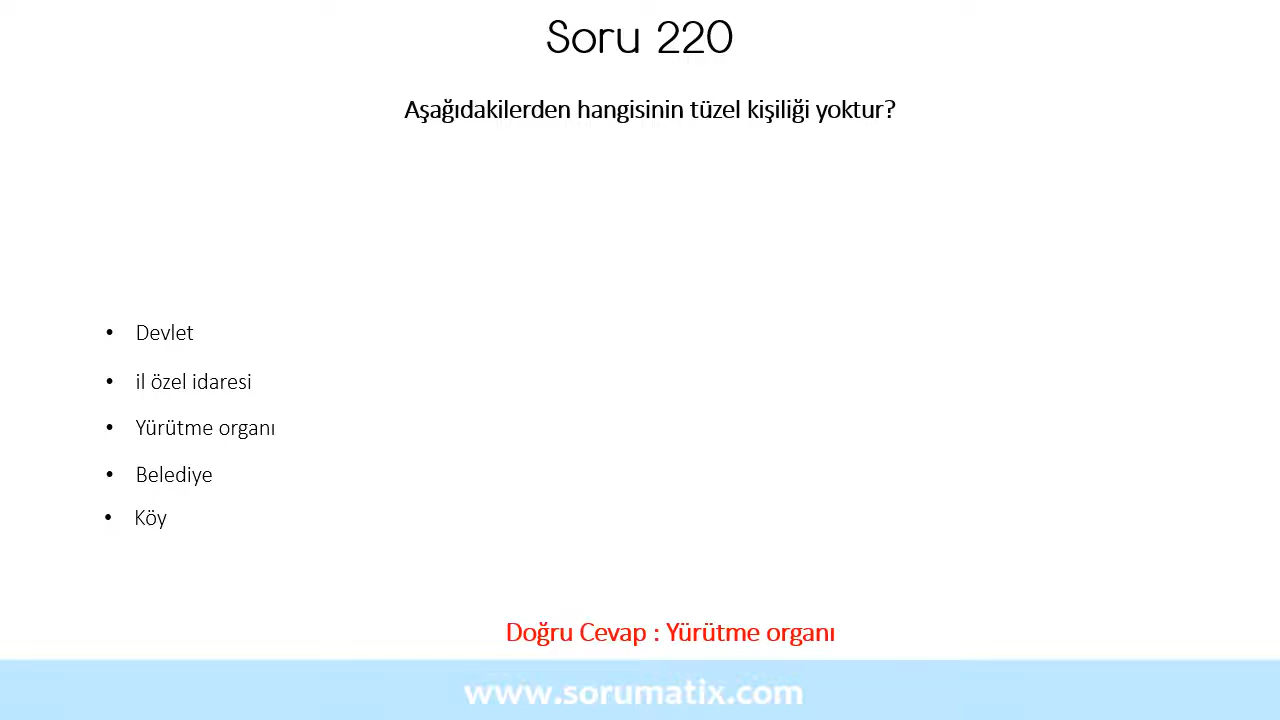 Soru 220
Aşağıdakilerden hangisinin tüzel kişiliği yoktur?
• Devlet
• il özel idaresi
• Yürütme organı
• Belediye
• Köy
Doğru Cevap : Yürütme organı
www.sorumatix.com